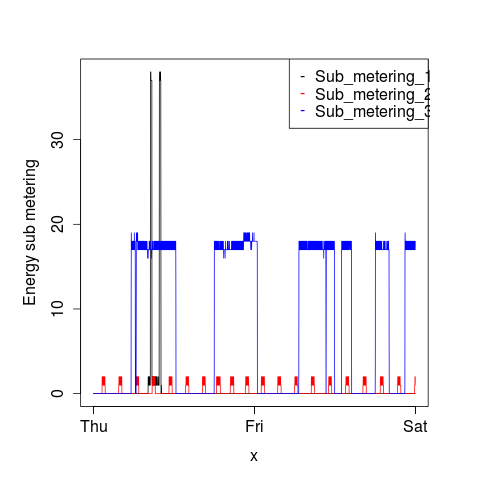 Sub_metering_1
Sub_metering_2
Sub_metering_3
Energy sub metering
30
20
10
0
Thu Fri Sat
x